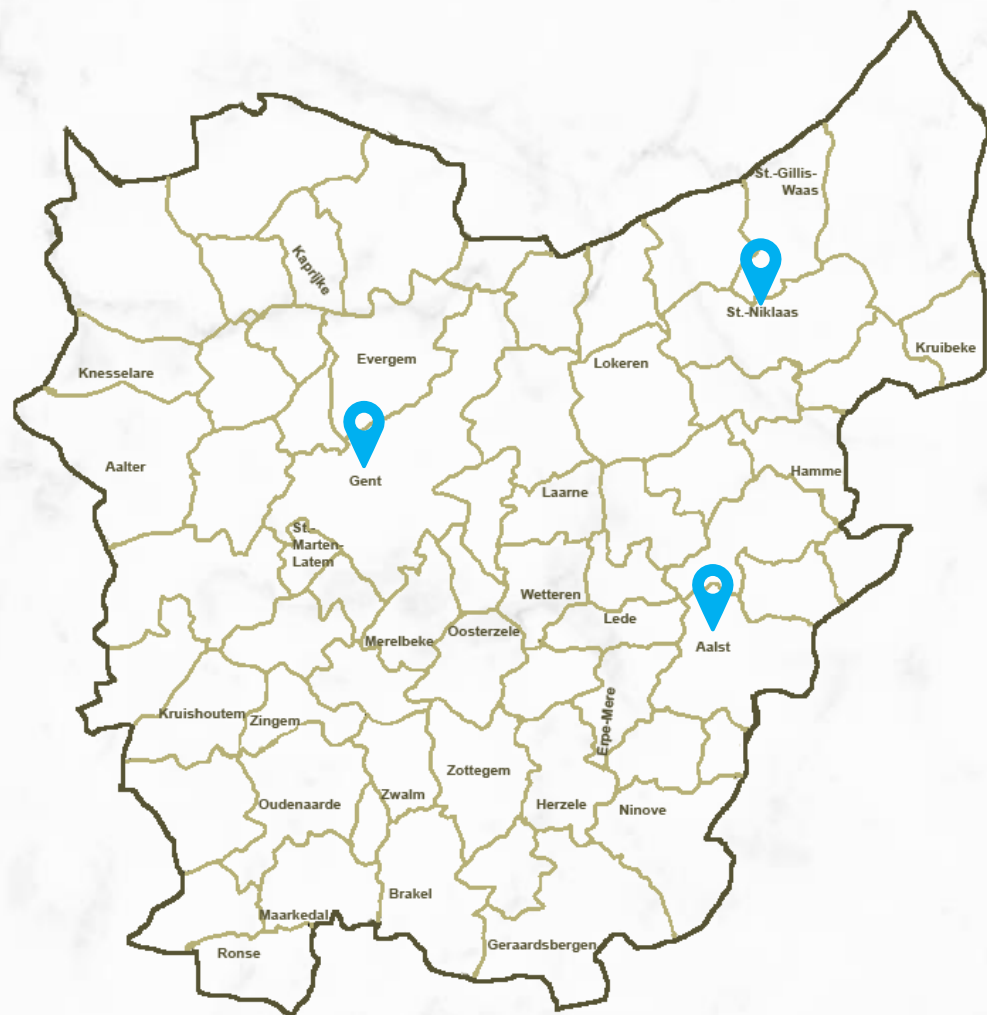 St.-Gillis-
Waas
Kaprijke
St.-Niklaas
Kruibeke
Evergem
Lokeren
Knesselare
Aalter
Hamme
Gent
Laarne
St.-
Marten-
Latem
Wetteren
Lede
Oosterzele
Merelbeke
Aalst
Kruishoutem
Zingem
Erpe-Mere
Zottegem
Zwalm
Oudenaarde
Herzele
Ninove
Brakel
Maarkedal
Geraardsbergen
Ronse